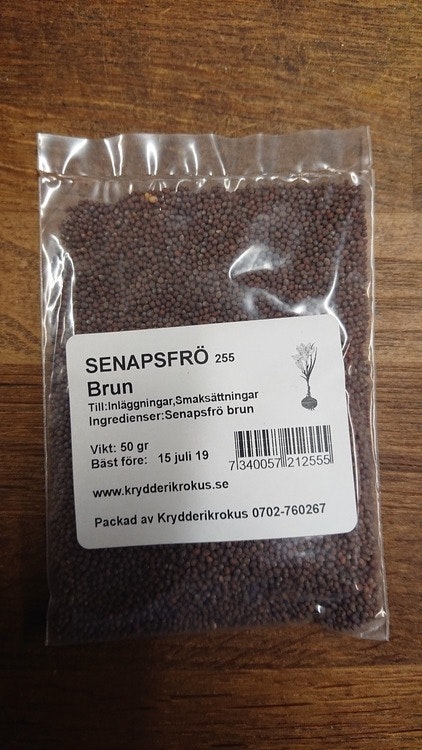 SENAPSFRÖ 255
Brun
Till:Inläggningar,Smaksättningar
Ingredienser:Senapsfrö brun
Vikt: 50 gr
Bäst före: 15 juli 19
7 340057 212555
www.krydderikrokus.se
Packad av Krydderikrokus 0702-760267